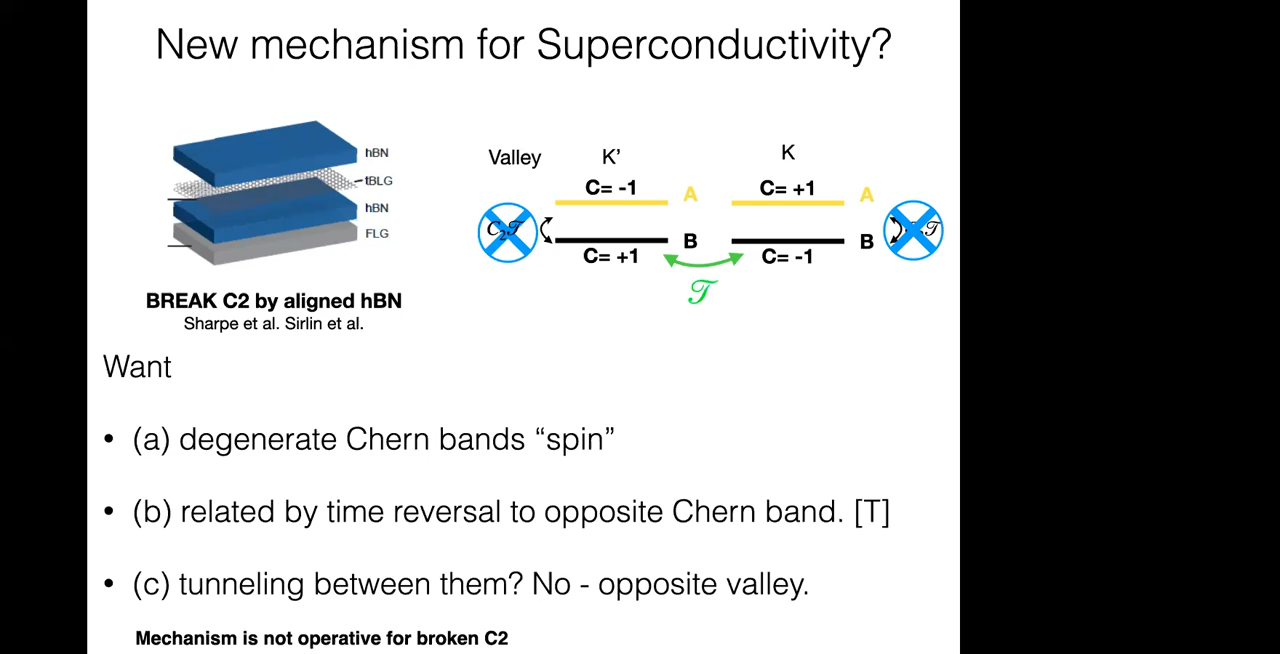 New mechanism for Superconductivity?
hBN
tBLG
hBN
FLG
BREAK C2 by aligned hBN
Sharpe et al. Sirlin et al.
Valley
K’
K
C= -1
A
C= +1
A
C₂𝒯
B
B
𝒯
C= +1
C= -1
𝒯
Want
• (a) degenerate Chern bands “spin”
• (b) related by time reversal to opposite Chern band. [T]
• (c) tunneling between them? No - opposite valley.
Mechanism is not operative for broken C2